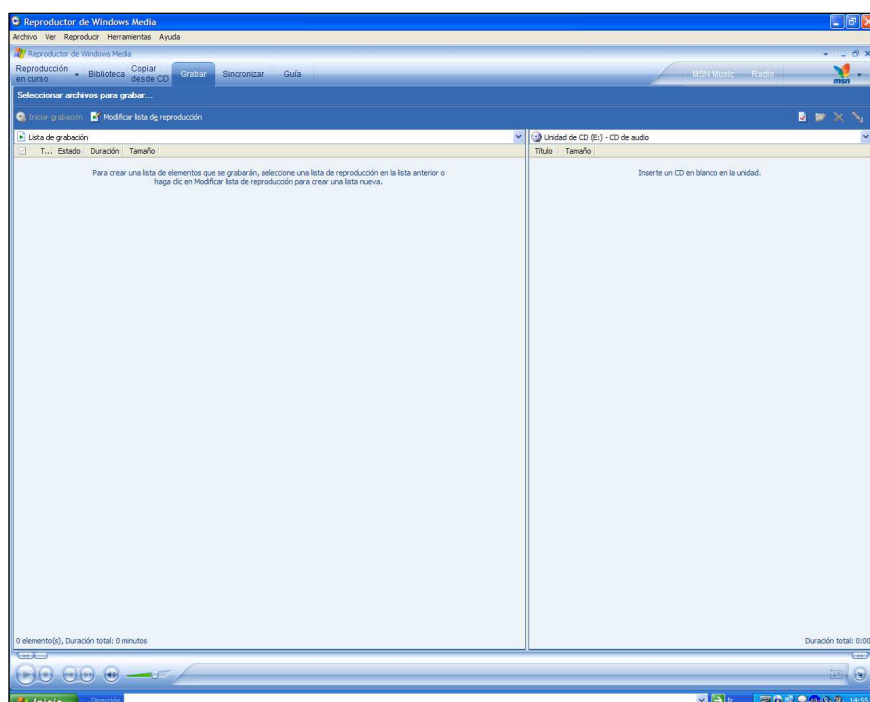 Reproductor de Windows Media
Archivo Ver Reproducir Herramientas Ayuda
Reproductor de Windows Media
Reproducción en curso Biblioteca Copiar desde CD Grabar Sincronizar Guía MSN Music Radio msn
Seleccionar archivos para grabar...
Iniciar grabación Modificar lista de reproducción
Lista de grabación Unidad de CD (E:) - CD de audio
T... Estado Duración Tamaño Título Tamaño
Para crear una lista de elementos que se grabarán, seleccione una lista de reproducción en la lista anterior o
haga clic en Modificar lista de reproducción para crear una lista nueva.
Inserte un CD en blanco en la unidad.
0 elemento(s), Duración total: 0 minutos Duración total: 0:00
Inicio Dirección Ir 14:55